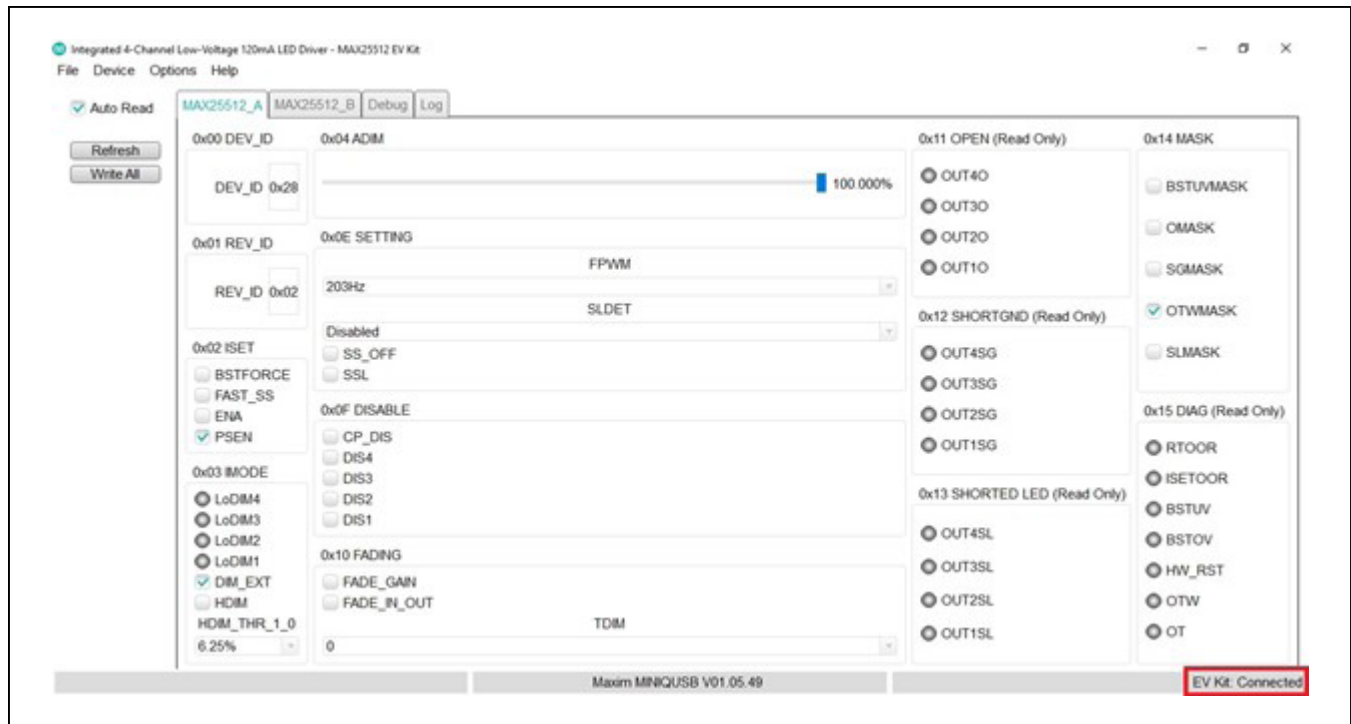 Integrated 4-Channel Low-Voltage 120mA LED Driver - MAX25512 EV Kit
File Device Options Help
Auto Read
Refresh
Write All
MAX25512_A MAX25512_B Debug Log
0x00 DEV_ID
DEV_ID 0x28
0x01 REV_ID
REV_ID 0x02
0x02 ISET
BSTFORCE
FAST_SS
ENA
PSEN
0x03 IMODE
LoDIM4
LoDIM3
LoDIM2
LoDIM1
DIM_EXT
HDIM
HDIM_THR_1_0
6.25%
0x04 ADIM
100.000%
0x0E SETTING
FPWM
203Hz
SLDET
Disabled
SS_OFF
SSL
0x0F DISABLE
CP_DIS
DIS4
DIS3
DIS2
DIS1
0x10 FADING
FADE_GAIN
FADE_IN_OUT
TDIM
0
0x11 OPEN (Read Only)
OUT4O
OUT3O
OUT2O
OUT1O
0x12 SHORTGND (Read Only)
OUT4SG
OUT3SG
OUT2SG
OUT1SG
0x13 SHORTED LED (Read Only)
OUT4SL
OUT3SL
OUT2SL
OUT1SL
0x14 MASK
BSTUVMASK
OMASK
SGMASK
OTWMASK
SLMASK
0x15 DIAG (Read Only)
RTOOR
ISETOOR
BSTUV
BSTOV
HW_RST
OTW
OT
Maxim MINIQUSB V01.05.49
EV Kit: Connected